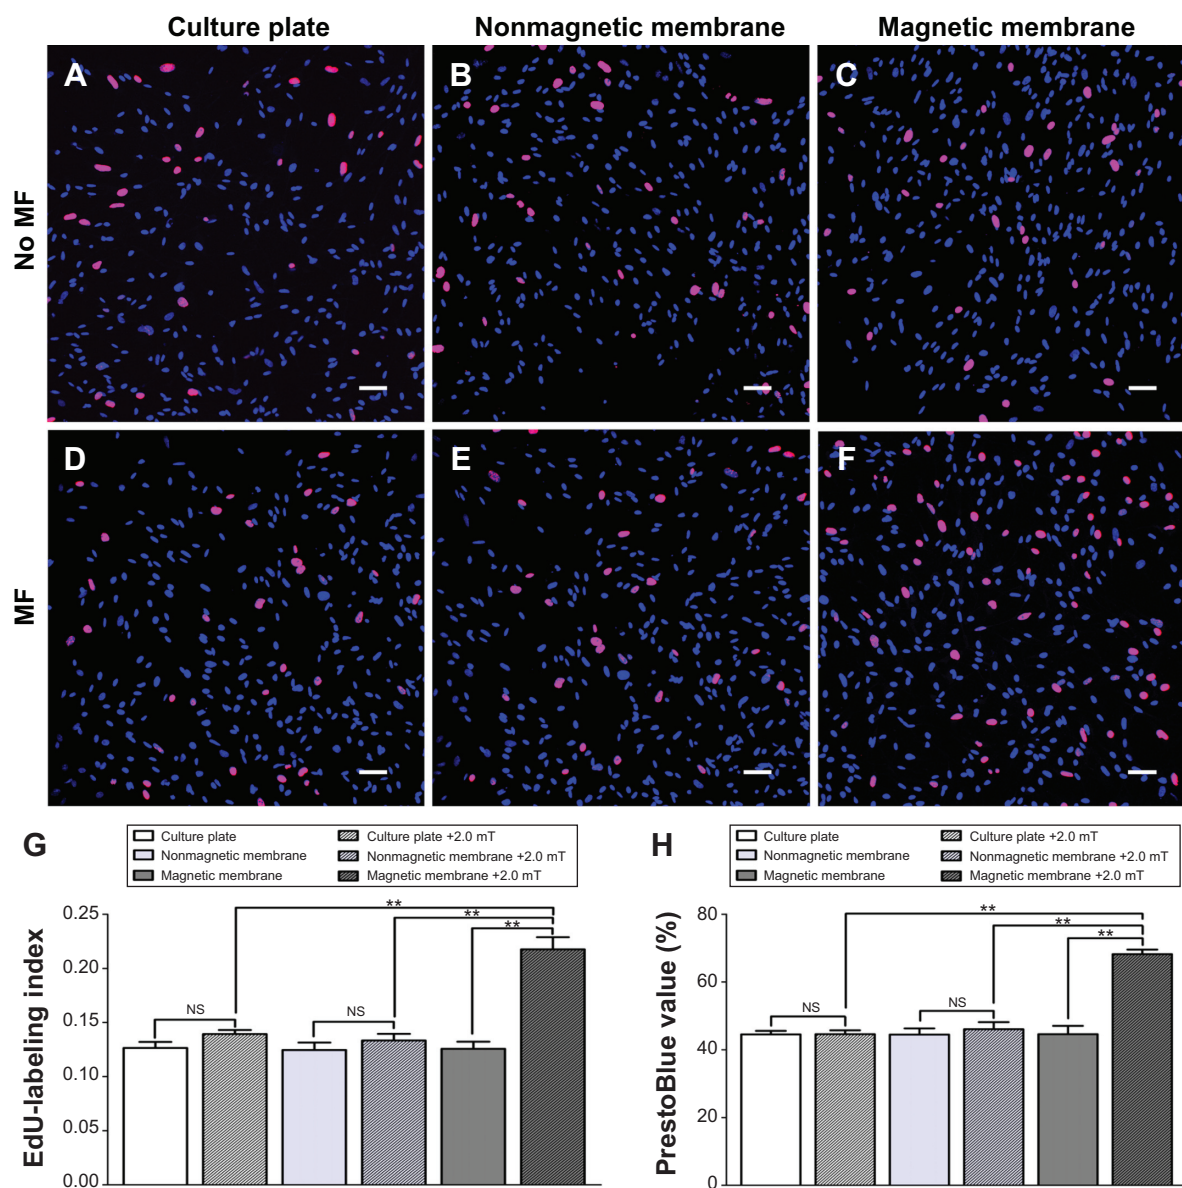 Culture plate Nonmagnetic membrane Magnetic membrane
No MF
A B C
MF
D E F
G
Culture plate Culture plate +2.0 mT
Nonmagnetic membrane Nonmagnetic membrane +2.0 mT
Magnetic membrane Magnetic membrane +2.0 mT
EdU-labeling index
0.25
0.20
0.15
0.10
0.05
0.00
NS
NS
**
**
**
H
Culture plate Culture plate +2.0 mT
Nonmagnetic membrane Nonmagnetic membrane +2.0 mT
Magnetic membrane Magnetic membrane +2.0 mT
PrestoBlue value (%)
80
60
40
20
0
NS
NS
**
**
**